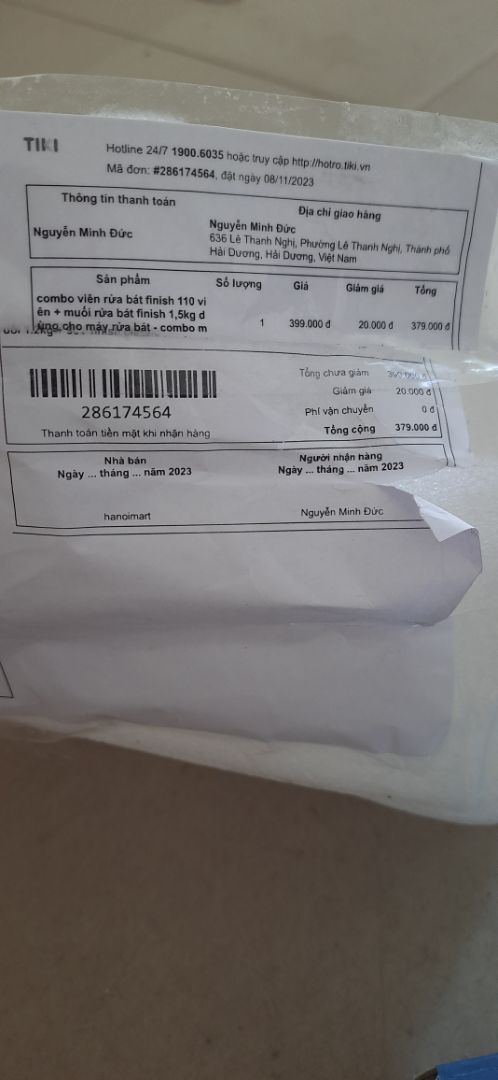 TIKI
Hotline 24/7 1900.6035 hoặc truy cập http://hotro.tiki.vn
Mã đơn: #286174564, đặt ngày 08/11/2023
Thông tin thanh toán
Địa chỉ giao hàng
Nguyễn Minh Đức
Nguyễn Minh Đức
636 Lê Thanh Nghị, Phường Lê Thanh Nghị, Thành phố
Hải Dương, Hải Dương, Việt Nam
Sản phẩm Số lượng Giá Giảm giá Tổng
combo viên rửa bát finish 110 vi
ên + muối rửa bát finish 1,5kg d
ùng cho máy rửa bát - combo m
1 399.000 đ 20.000 đ 379.000 đ
Tổng chưa giảm
Giảm giá 20.000 đ
Phí vận chuyển 0 đ
Tổng cộng 379.000 đ
286174564
Thanh toán tiền mặt khi nhận hàng
Nhà bán Người nhận hàng
Ngày ... tháng ... năm 2023 Ngày ... tháng ... năm 2023
hanoimart Nguyễn Minh Đức